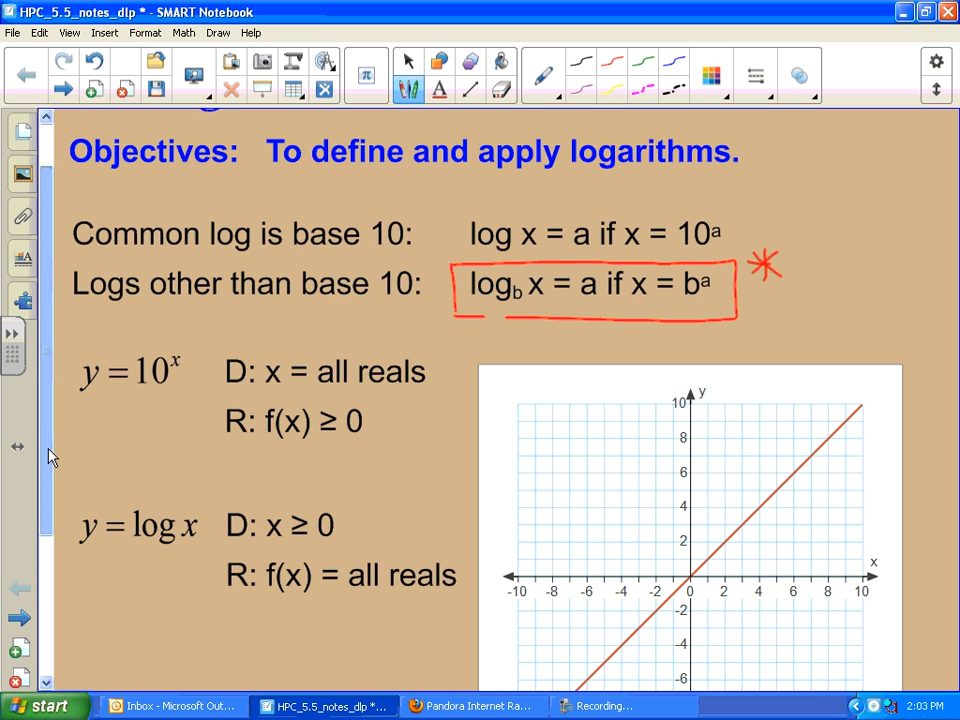 HPC_5.5_notes_dlp * - SMART Notebook
File Edit View Insert Format Math Draw Help
Objectives: To define and apply logarithms.
Common log is base 10: log x = a if x = 10ᵃ
Logs other than base 10: log_b x = a if x = bᵃ
y = 10ˣ D: x = all reals
R: f(x) ≥ 0
y = log x D: x ≥ 0
R: f(x) = all reals
y
10
8
6
4
2
x
-10 -8 -6 -4 -2 0 2 4 6 8 10
-2
-4
-6
start Inbox - Microsoft Out... HPC_5.5_notes_dlp *... Pandora Internet Ra... Recording... 2:03 PM